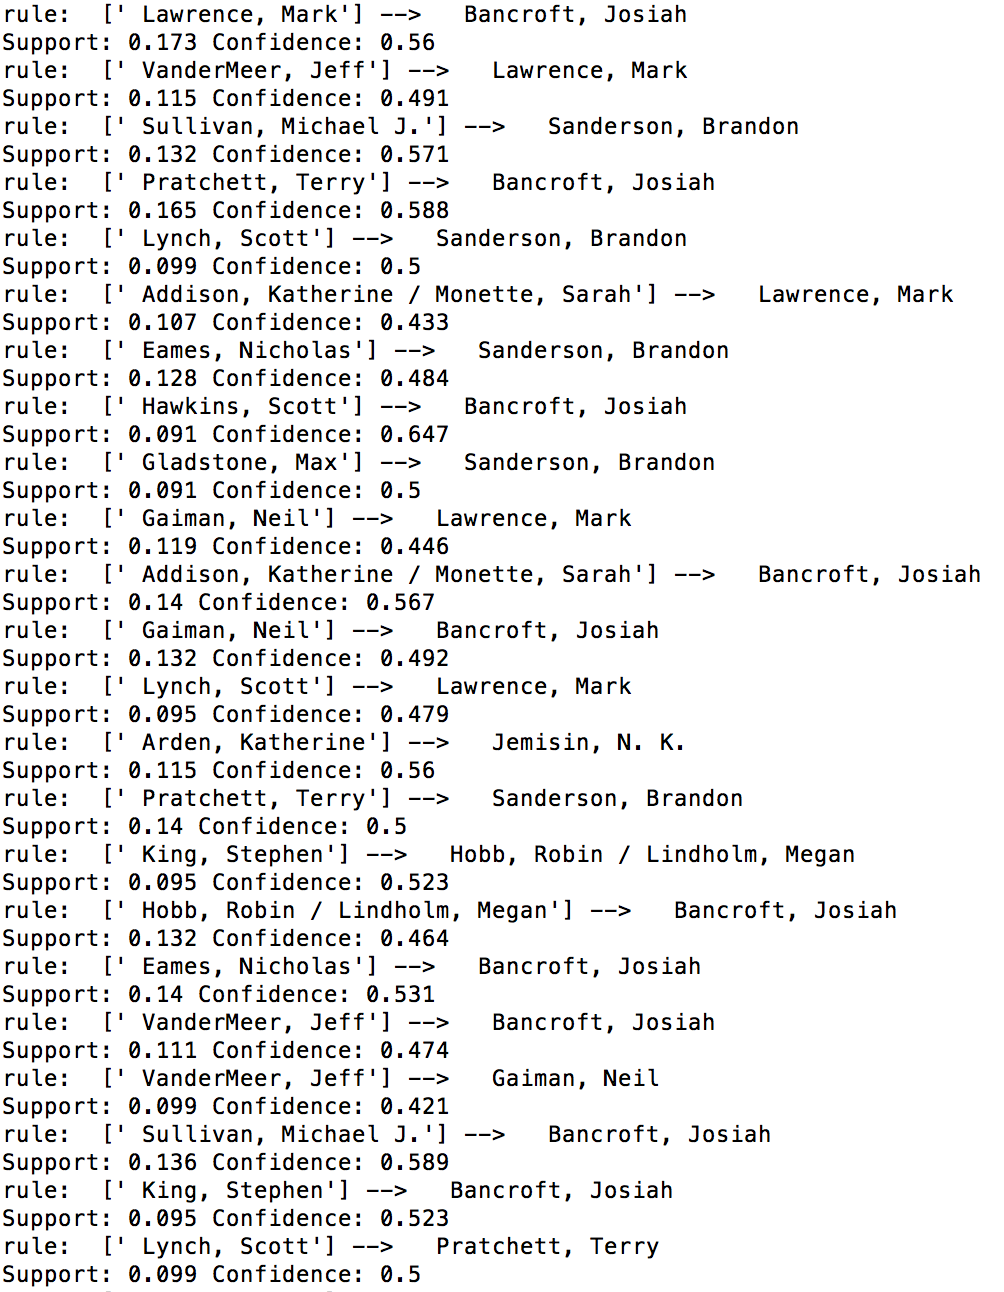 rule:  [' Lawrence, Mark'] -->   Bancroft, Josiah
Support: 0.173 Confidence: 0.56
rule:  [' VanderMeer, Jeff'] -->   Lawrence, Mark
Support: 0.115 Confidence: 0.491
rule:  [' Sullivan, Michael J.'] -->   Sanderson, Brandon
Support: 0.132 Confidence: 0.571
rule:  [' Pratchett, Terry'] -->   Bancroft, Josiah
Support: 0.165 Confidence: 0.588
rule:  [' Lynch, Scott'] -->   Sanderson, Brandon
Support: 0.099 Confidence: 0.5
rule:  [' Addison, Katherine / Monette, Sarah'] -->   Lawrence, Mark
Support: 0.107 Confidence: 0.433
rule:  [' Eames, Nicholas'] -->   Sanderson, Brandon
Support: 0.128 Confidence: 0.484
rule:  [' Hawkins, Scott'] -->   Bancroft, Josiah
Support: 0.091 Confidence: 0.647
rule:  [' Gladstone, Max'] -->   Sanderson, Brandon
Support: 0.091 Confidence: 0.5
rule:  [' Gaiman, Neil'] -->   Lawrence, Mark
Support: 0.119 Confidence: 0.446
rule:  [' Addison, Katherine / Monette, Sarah'] -->   Bancroft, Josiah
Support: 0.14 Confidence: 0.567
rule:  [' Gaiman, Neil'] -->   Bancroft, Josiah
Support: 0.132 Confidence: 0.492
rule:  [' Lynch, Scott'] -->   Lawrence, Mark
Support: 0.095 Confidence: 0.479
rule:  [' Arden, Katherine'] -->   Jemisin, N. K.
Support: 0.115 Confidence: 0.56
rule:  [' Pratchett, Terry'] -->   Sanderson, Brandon
Support: 0.14 Confidence: 0.5
rule:  [' King, Stephen'] -->   Hobb, Robin / Lindholm, Megan
Support: 0.095 Confidence: 0.523
rule:  [' Hobb, Robin / Lindholm, Megan'] -->   Bancroft, Josiah
Support: 0.132 Confidence: 0.464
rule:  [' Eames, Nicholas'] -->   Bancroft, Josiah
Support: 0.14 Confidence: 0.531
rule:  [' VanderMeer, Jeff'] -->   Bancroft, Josiah
Support: 0.111 Confidence: 0.474
rule:  [' VanderMeer, Jeff'] -->   Gaiman, Neil
Support: 0.099 Confidence: 0.421
rule:  [' Sullivan, Michael J.'] -->   Bancroft, Josiah
Support: 0.136 Confidence: 0.589
rule:  [' King, Stephen'] -->   Bancroft, Josiah
Support: 0.095 Confidence: 0.523
rule:  [' Lynch, Scott'] -->   Pratchett, Terry
Support: 0.099 Confidence: 0.5